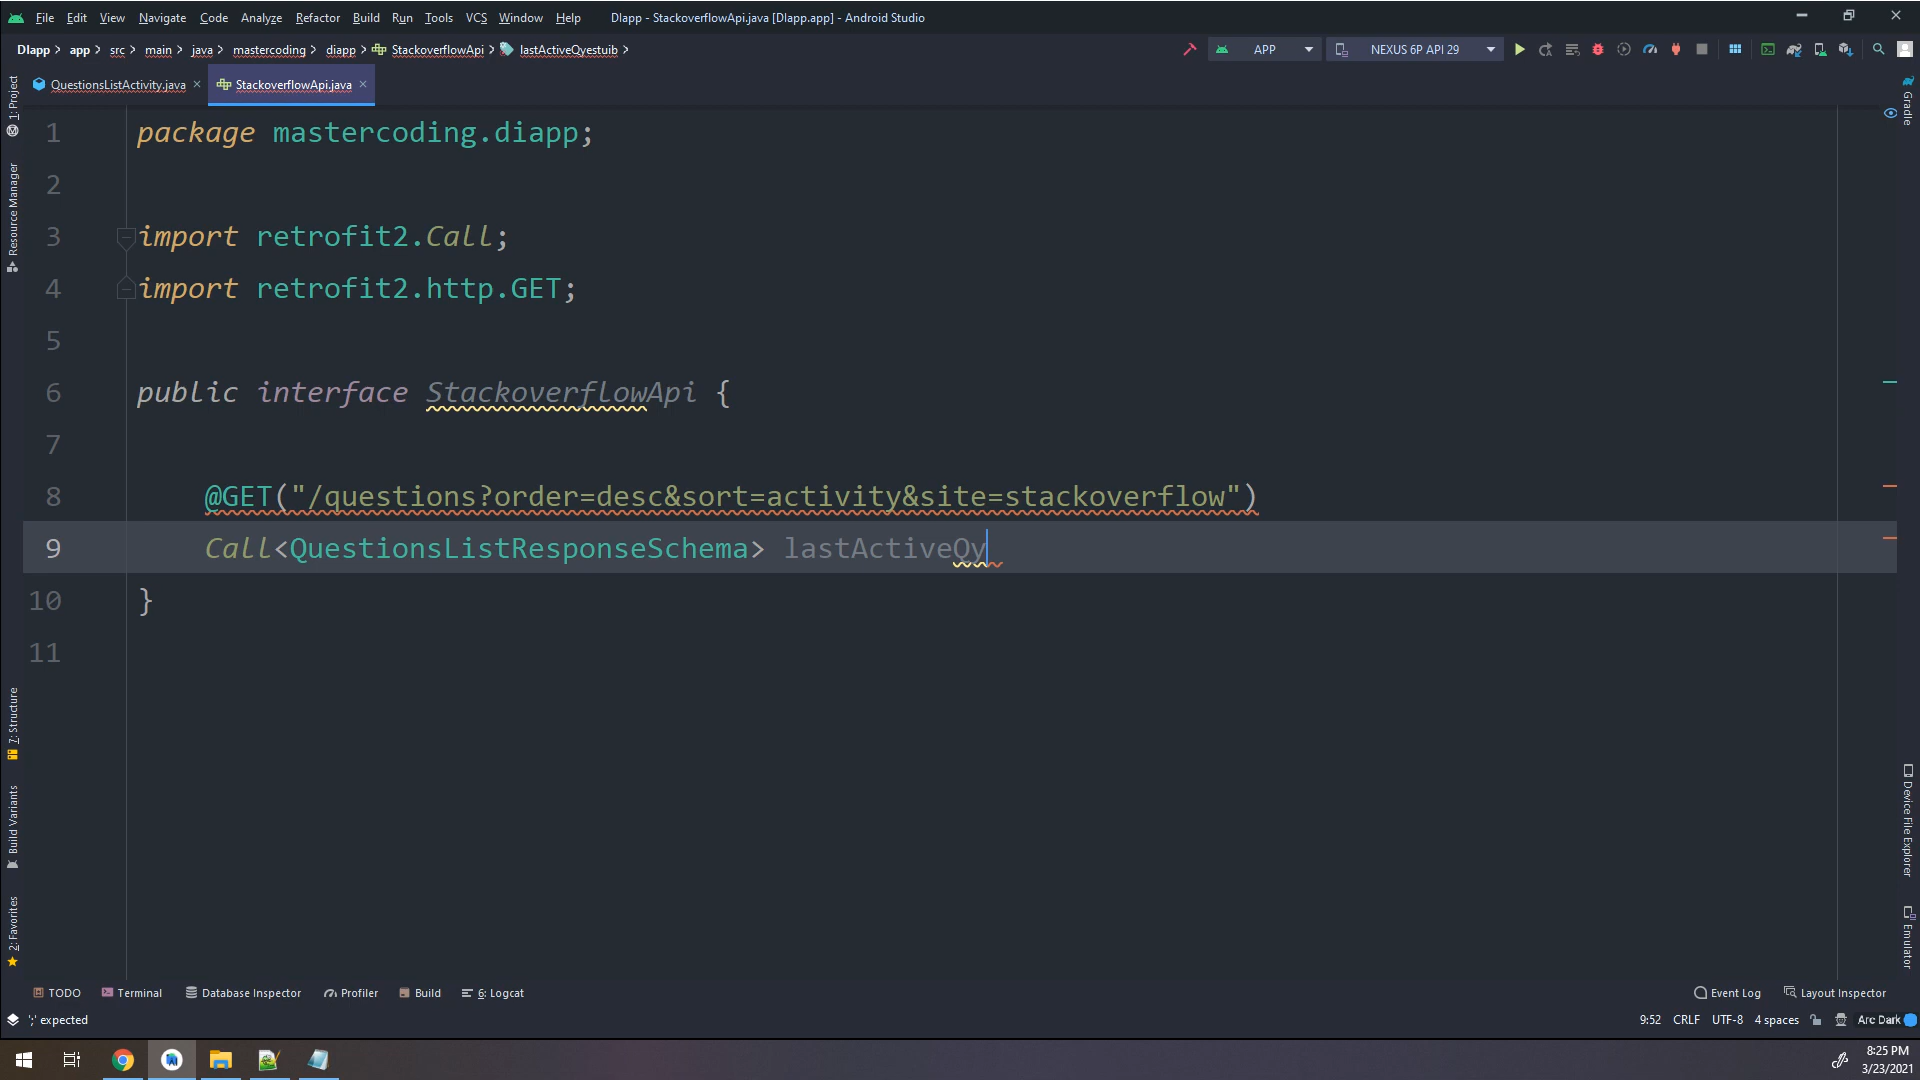 File Edit View Navigate Code Analyze Refactor Build Run Tools VCS Window Help DIapp - StackoverflowApi.java [DIapp.app] - Android Studio
DIapp app src main java mastercoding diapp StackoverflowApi lastActiveQyestuib APP NEXUS 6P API 29
QuestionsListActivity.java StackoverflowApi.java
1: Project
Resource Manager
7: Structure
Build Variants
2: Favorites
1 package mastercoding.diapp;
2
3 import retrofit2.Call;
4 import retrofit2.http.GET;
5
6 public interface StackoverflowApi {
7
8 @GET("/questions?order=desc&sort=activity&site=stackoverflow")
9 Call<QuestionsListResponseSchema> lastActiveQy
10 }
11
Gradle
Device File Explorer
Emulator
TODO Terminal Database Inspector Profiler Build 6: Logcat Event Log Layout Inspector
';' expected 9:52 CRLF UTF-8 4 spaces Arc Dark
8:25 PM
3/23/2021